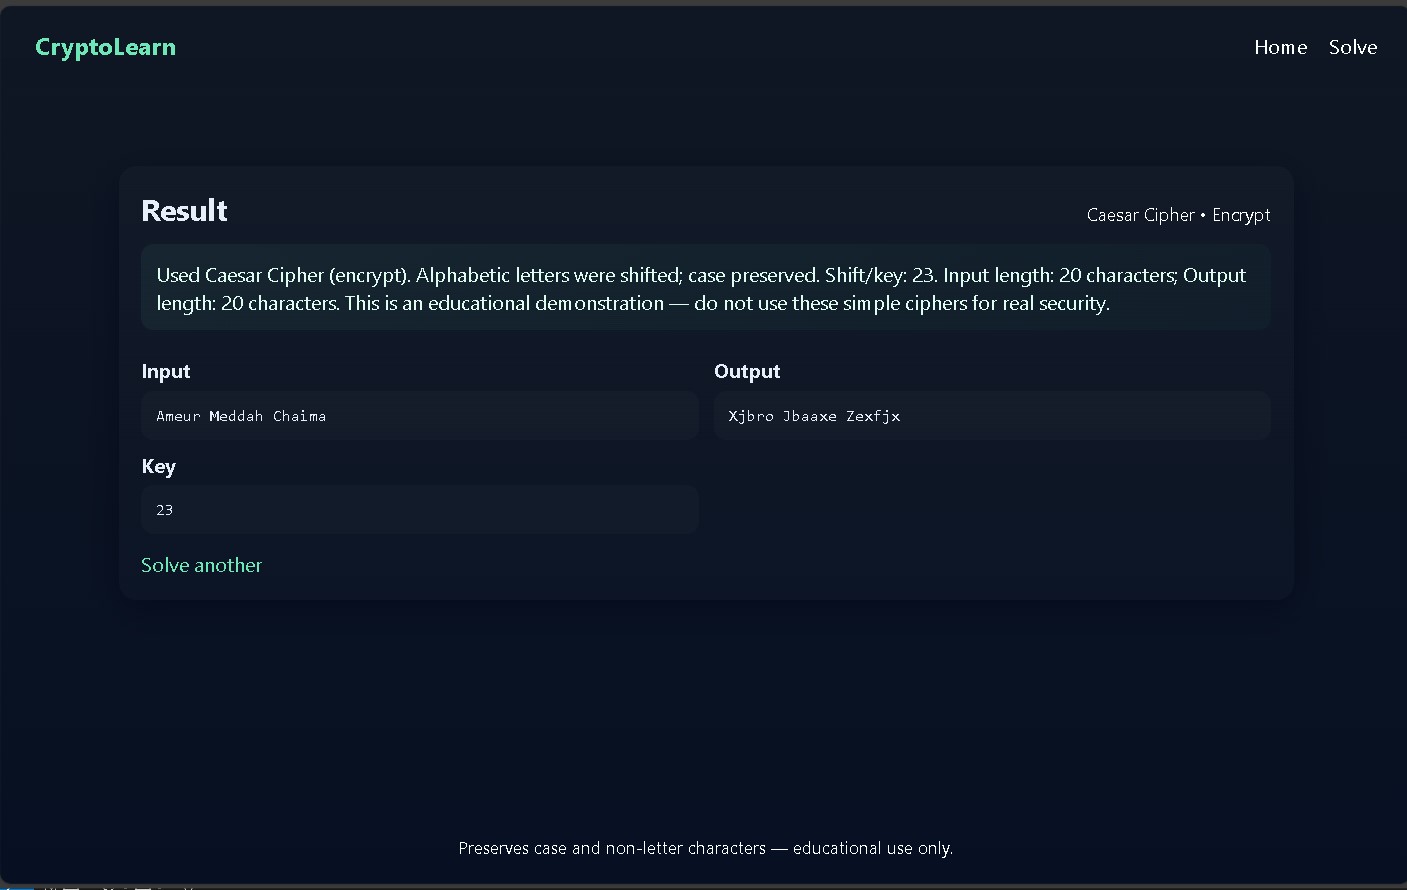 CryptoLearn
Home Solve
Result
Caesar Cipher • Encrypt
Used Caesar Cipher (encrypt). Alphabetic letters were shifted; case preserved. Shift/key: 23. Input length: 20 characters; Output
length: 20 characters. This is an educational demonstration — do not use these simple ciphers for real security.
Input
Output
Ameur Meddah Chaima
Xjbro Jbaaxe Zexfjx
Key
23
Solve another
Preserves case and non-letter characters — educational use only.